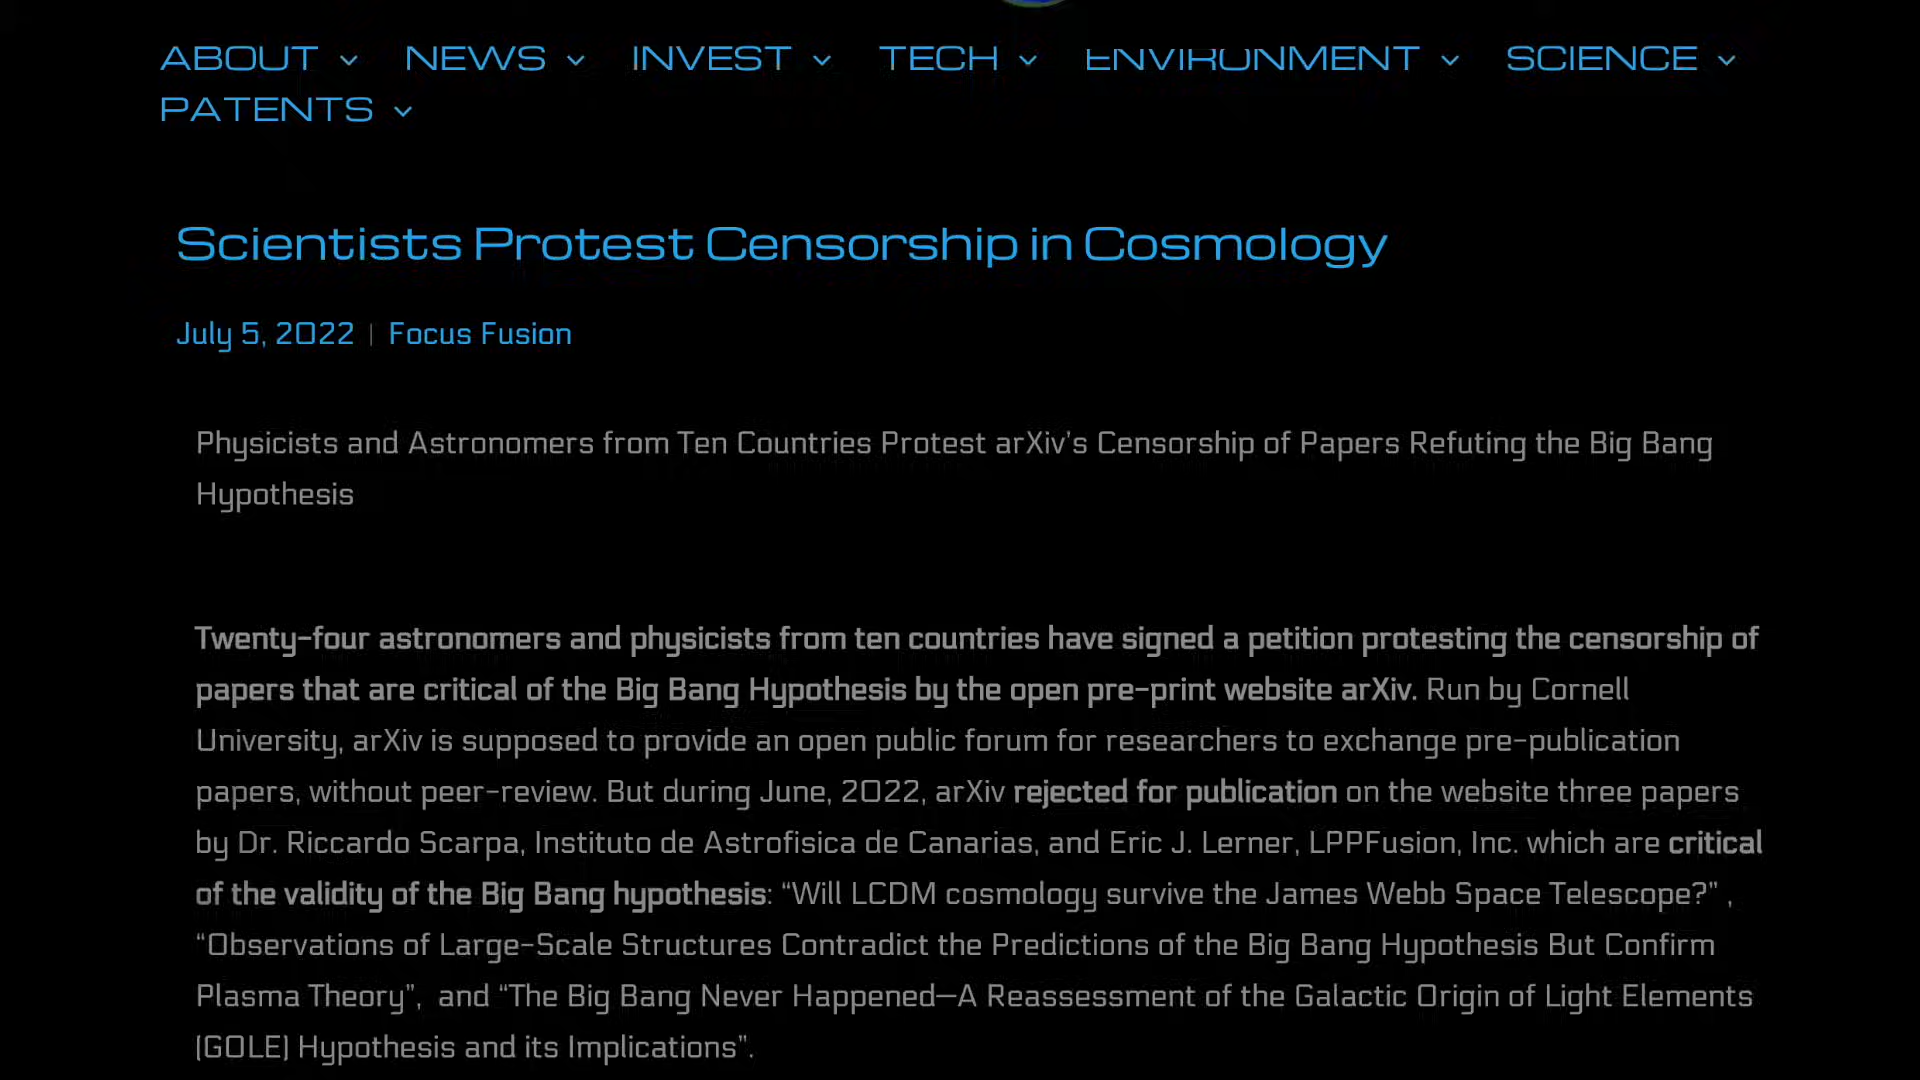 ABOUT NEWS INVEST TECH ENVIRONMENT SCIENCE
PATENTS
Scientists Protest Censorship in Cosmology
July 5, 2022 | Focus Fusion
Physicists and Astronomers from Ten Countries Protest arXiv’s Censorship of Papers Refuting the Big Bang
Hypothesis
Twenty-four astronomers and physicists from ten countries have signed a petition protesting the censorship of
papers that are critical of the Big Bang Hypothesis by the open pre-print website arXiv. Run by Cornell
University, arXiv is supposed to provide an open public forum for researchers to exchange pre-publication
papers, without peer-review. But during June, 2022, arXiv rejected for publication on the website three papers
by Dr. Riccardo Scarpa, Instituto de Astrofisica de Canarias, and Eric J. Lerner, LPPFusion, Inc. which are critical
of the validity of the Big Bang hypothesis: “Will LCDM cosmology survive the James Webb Space Telescope?” ,
“Observations of Large-Scale Structures Contradict the Predictions of the Big Bang Hypothesis But Confirm
Plasma Theory”, and “The Big Bang Never Happened—A Reassessment of the Galactic Origin of Light Elements
(GOLE) Hypothesis and its Implications”.